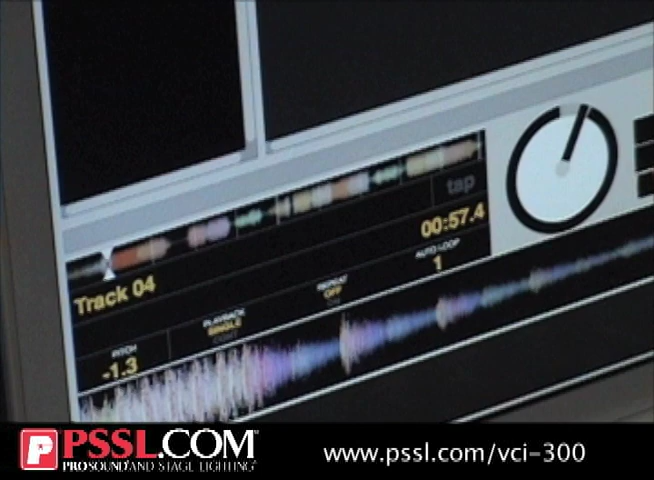 tap
00:57.4
Track 04
AUTO LOOP
1
REPEAT
OFF
PLAYBACK
SINGLE
PITCH
-1.3
PSSL.COM
PRO SOUND AND STAGE LIGHTING
www.pssl.com/vci-300